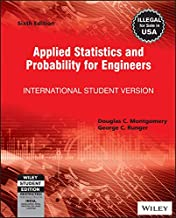 Sixth Edition
ILLEGAL
for Sale in
USA
Applied Statistics and
Probability for Engineers
INTERNATIONAL STUDENT VERSION
Douglas C. Montgomery
George C. Runger
WILEY
STUDENT
EDITION
WILEY